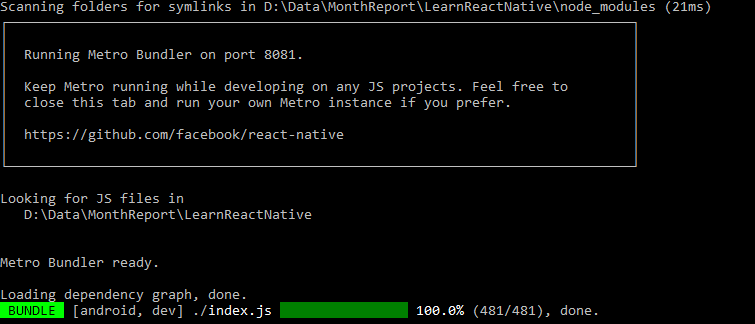 Scanning folders for symlinks in D:\Data\MonthReport\LearnReactNative\node_modules (21ms)
Running Metro Bundler on port 8081.
Keep Metro running while developing on any JS projects. Feel free to
close this tab and run your own Metro instance if you prefer.
https://github.com/facebook/react-native
Looking for JS files in
D:\Data\MonthReport\LearnReactNative
Metro Bundler ready.
Loading dependency graph, done.
BUNDLE [android, dev] ./index.js 100.0% (481/481), done.